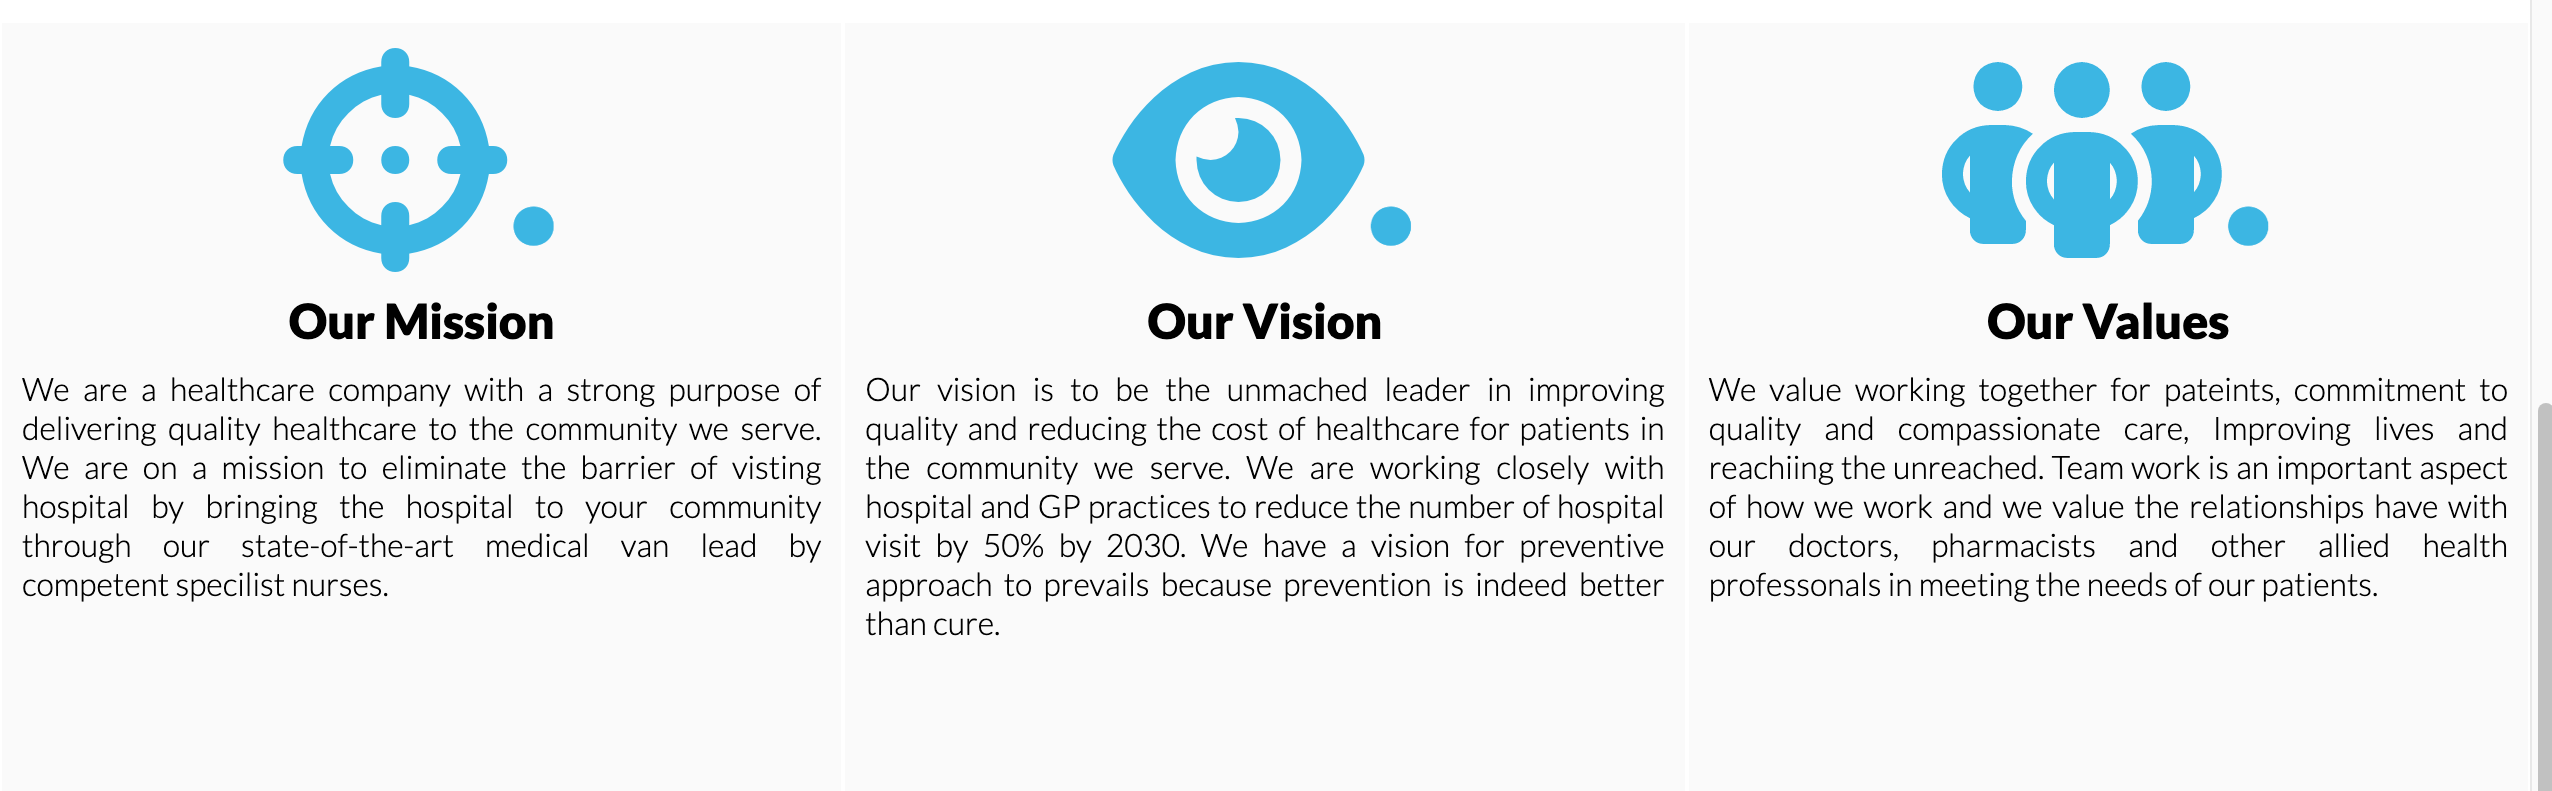 Our Mission
We are a healthcare company with a strong purpose of
delivering quality healthcare to the community we serve.
We are on a mission to eliminate the barrier of visting
hospital by bringing the hospital to your community
through our state-of-the-art medical van lead by
competent specilist nurses.
Our Vision
Our vision is to be the unmached leader in improving
quality and reducing the cost of healthcare for patients in
the community we serve. We are working closely with
hospital and GP practices to reduce the number of hospital
visit by 50% by 2030. We have a vision for preventive
approach to prevails because prevention is indeed better
than cure.
Our Values
We value working together for pateints, commitment to
quality and compassionate care, Improving lives and
reachiing the unreached. Team work is an important aspect
of how we work and we value the relationships have with
our doctors, pharmacists and other allied health
professonals in meeting the needs of our patients.